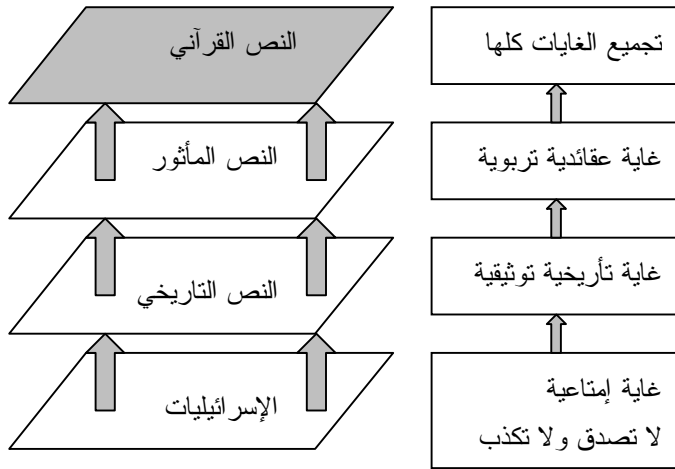 تجميع الغايات كلها
النص القرآني
غاية عقائدية تربوية
النص المأثور
غاية تأريخية توثيقية
النص التاريخي
غاية إمتاعية
لا تصدق ولا تكذب
الإسرائيليات